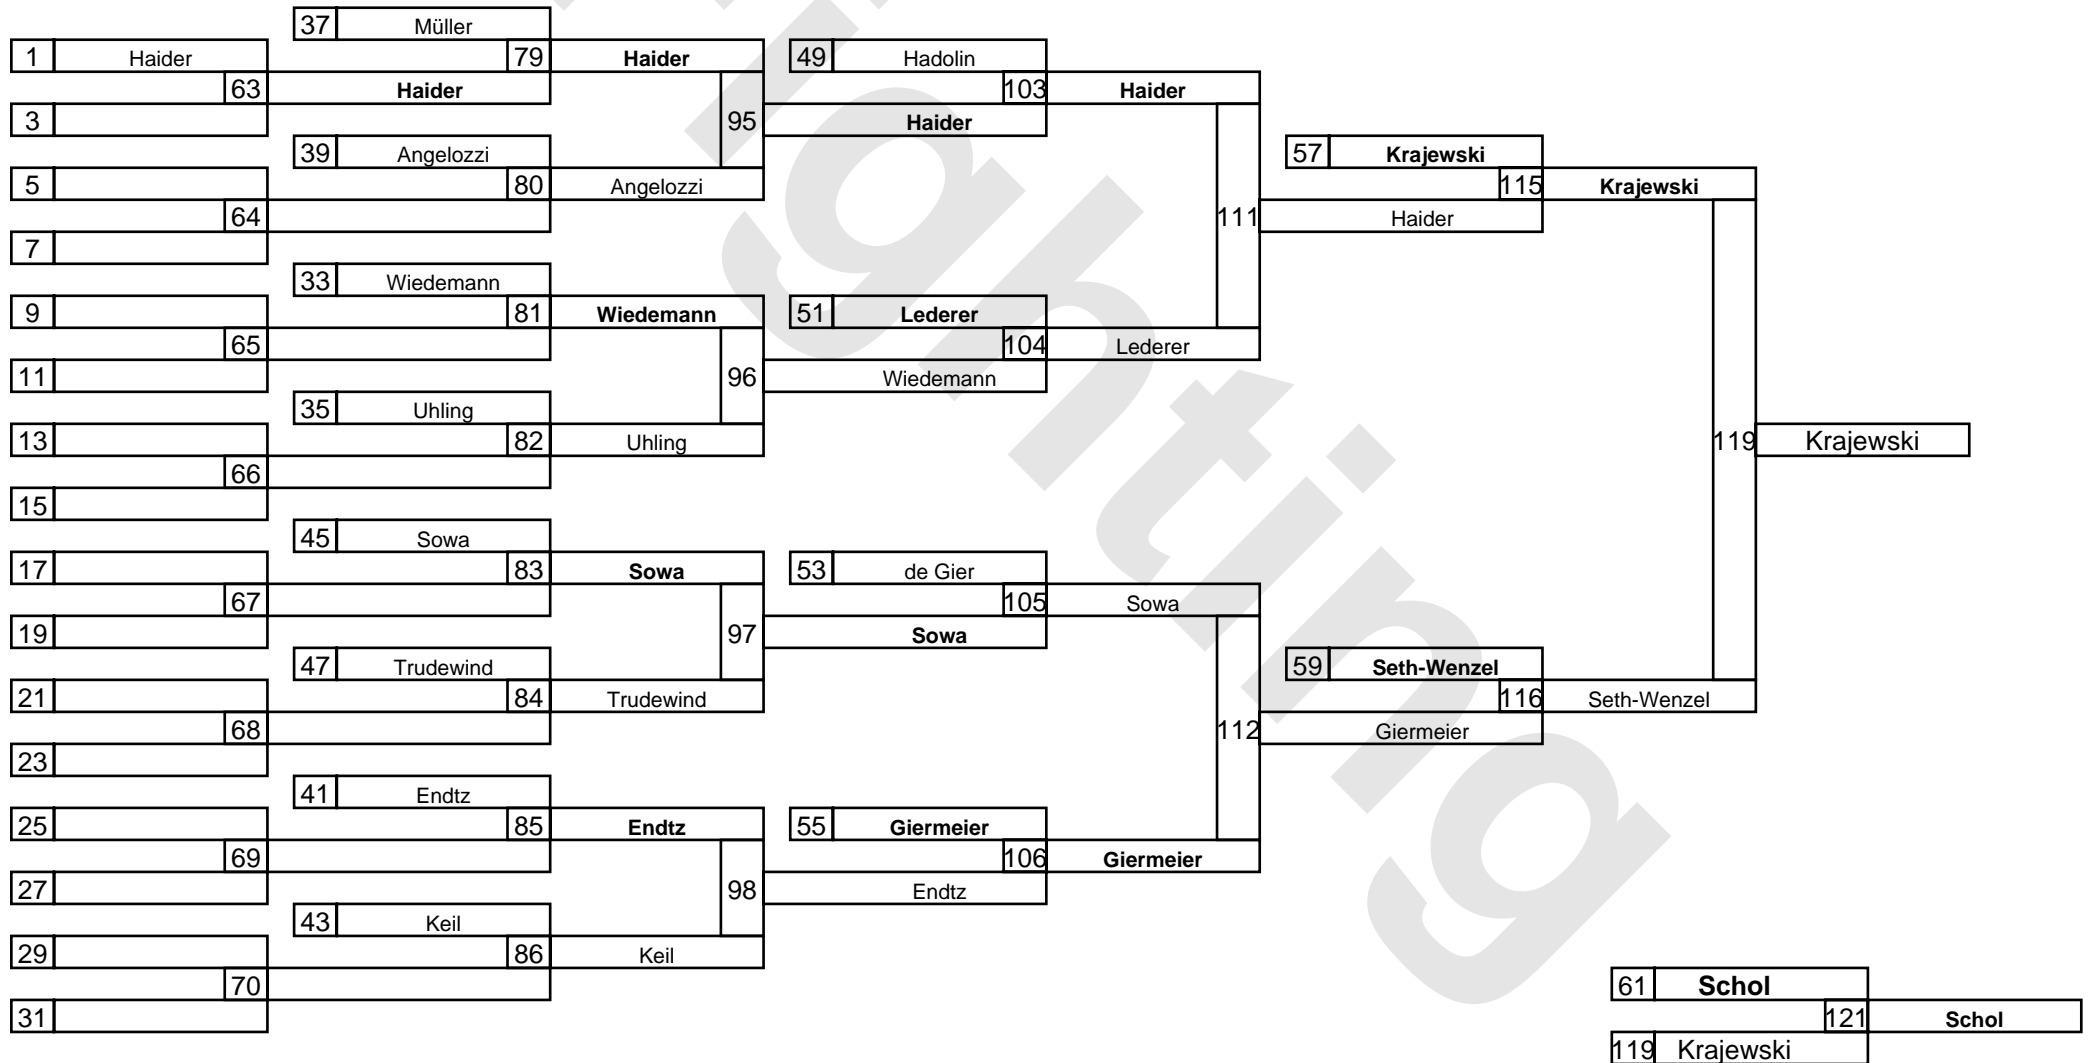 37 Müller
1 Haider 79 Haider 49 Hadolin
63 Haider 103 Haider
3 95 Haider
39 Angelozzi 57 Krajewski
5 80 Angelozzi 115 Krajewski
64 111 Haider
7
33 Wiedemann
9 81 Wiedemann 51 Lederer
65 104 Lederer
11 96 Wiedemann
35 Uhling
13 82 Uhling 119 Krajewski
66
15
45 Sowa
17 83 Sowa 53 de Gier
67 105 Sowa
19 97 Sowa
47 Trudewind 59 Seth-Wenzel
21 84 Trudewind 116 Seth-Wenzel
68 112 Giermeier
23
41 Endtz
25 85 Endtz 55 Giermeier
69 106 Giermeier
27 98 Endtz
43 Keil
29 86 Keil
70 61 Schol
31 121 Schol
119 Krajewski
ighting